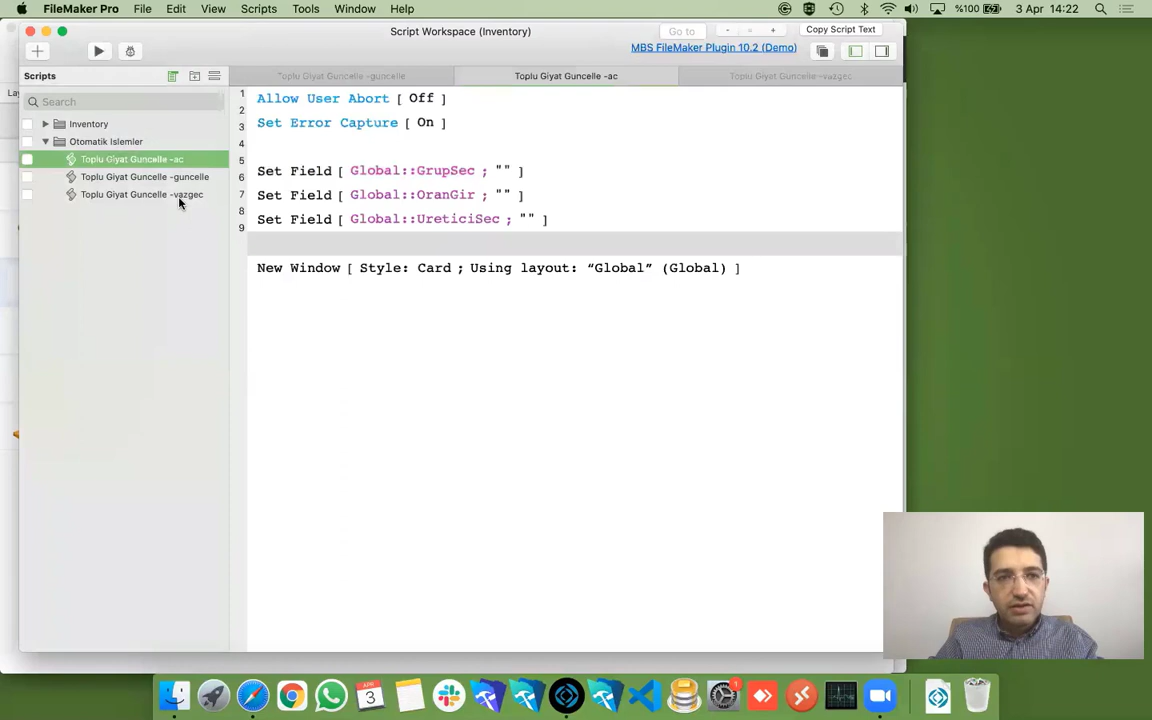 FileMaker Pro File Edit View Scripts Tools Window Help %100 3 Apr 14:22
Script Workspace (Inventory)
Go to - + Copy Script Text
MBS FileMaker Plugin 10.2 (Demo)
Scripts
Toplu Giyat Guncelle -guncelle
Toplu Giyat Guncelle -ac
Toplu Giyat Guncelle -vazgec
Search
Inventory
Otomatik Islemler
Toplu Giyat Guncelle -ac
Toplu Giyat Guncelle -guncelle
Toplu Giyat Guncelle -vazgec
1
2
3
4
5
6
7
8
9
Allow User Abort [ Off ]
Set Error Capture [ On ]
Set Field [ Global::GrupSec ; "" ]
Set Field [ Global::OranGir ; "" ]
Set Field [ Global::UreticiSec ; "" ]
New Window [ Style: Card ; Using layout: “Global” (Global) ]
APR
3
1